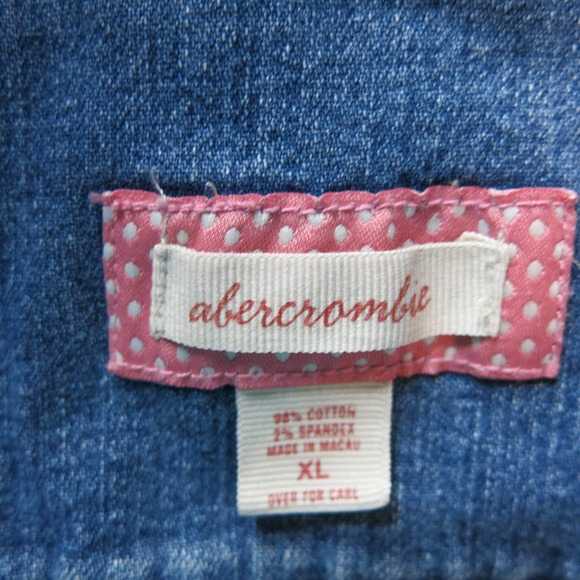 abercrombie
98% COTTON
2% SPANDEX
MADE IN MACAU
XL
OVER FOR CARE